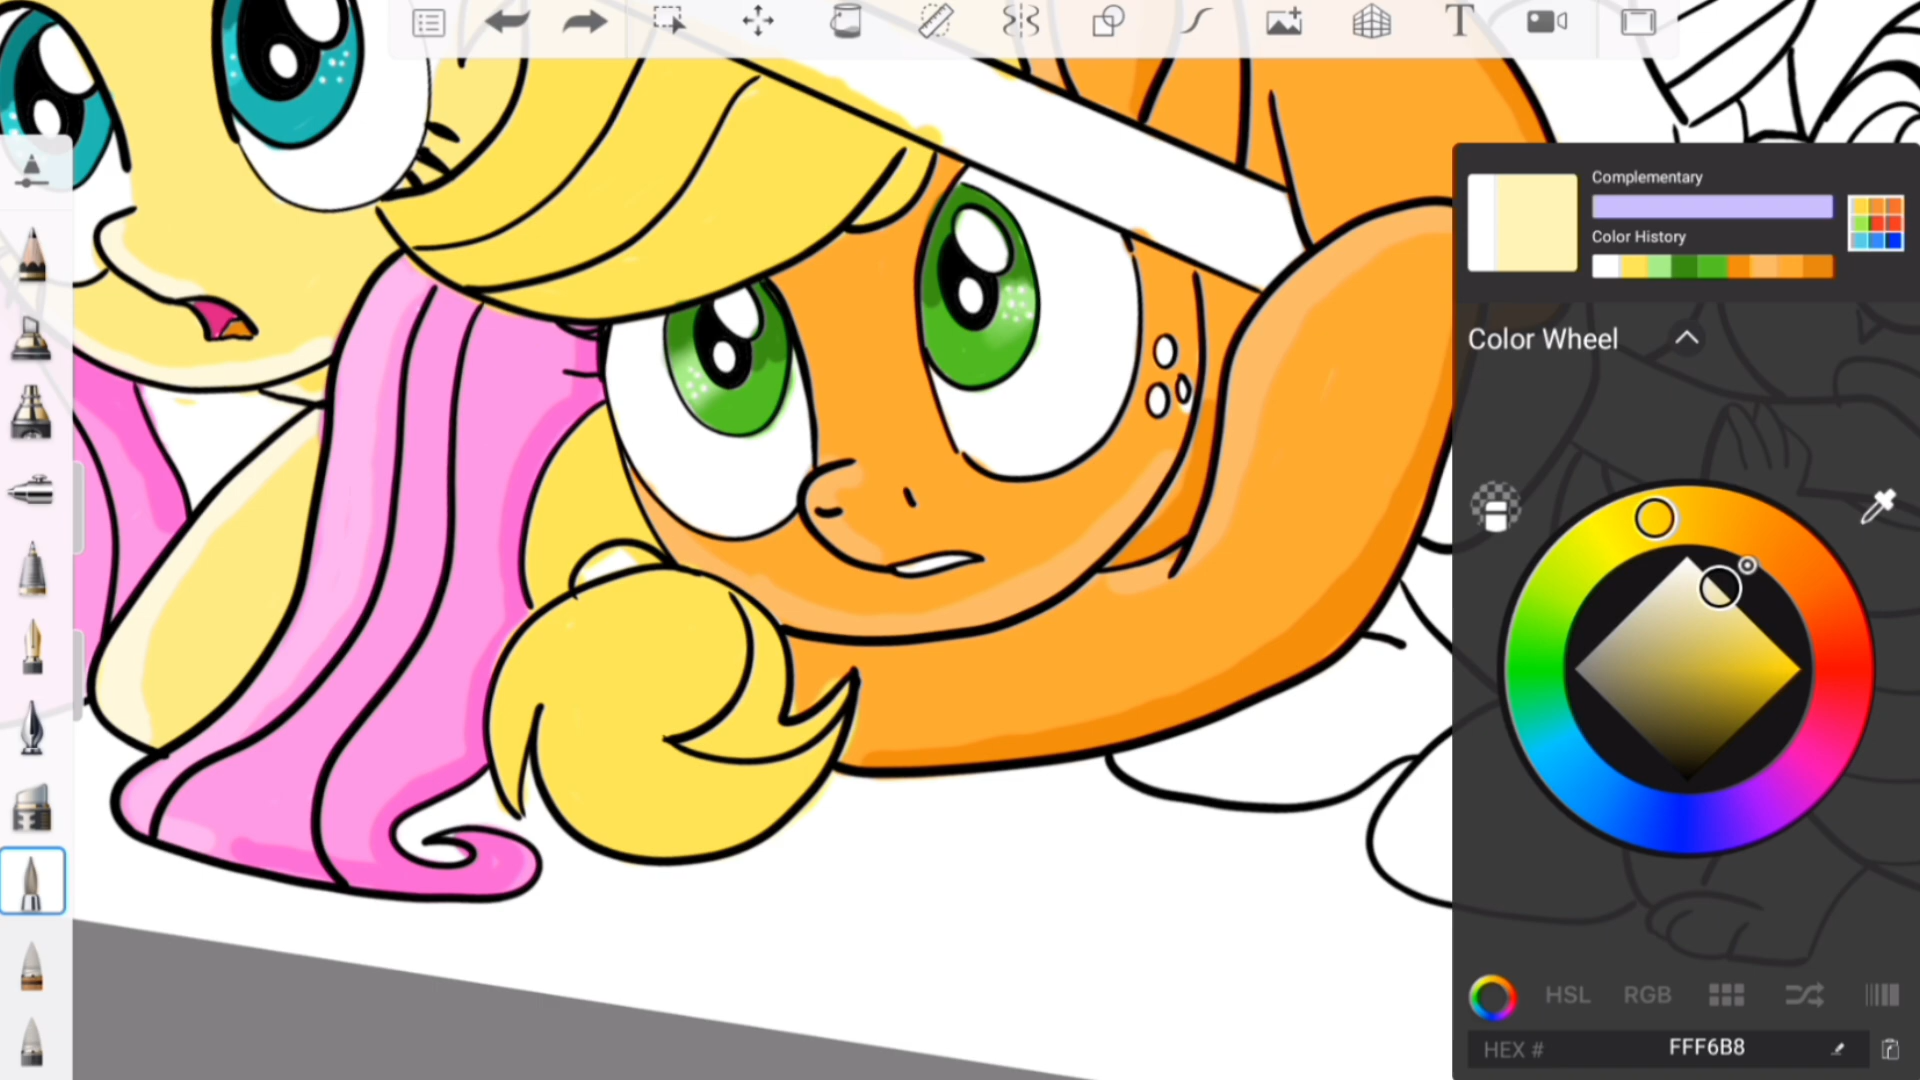 T
Complementary
Color History
Color Wheel
HSL RGB
HEX # FFF6B8